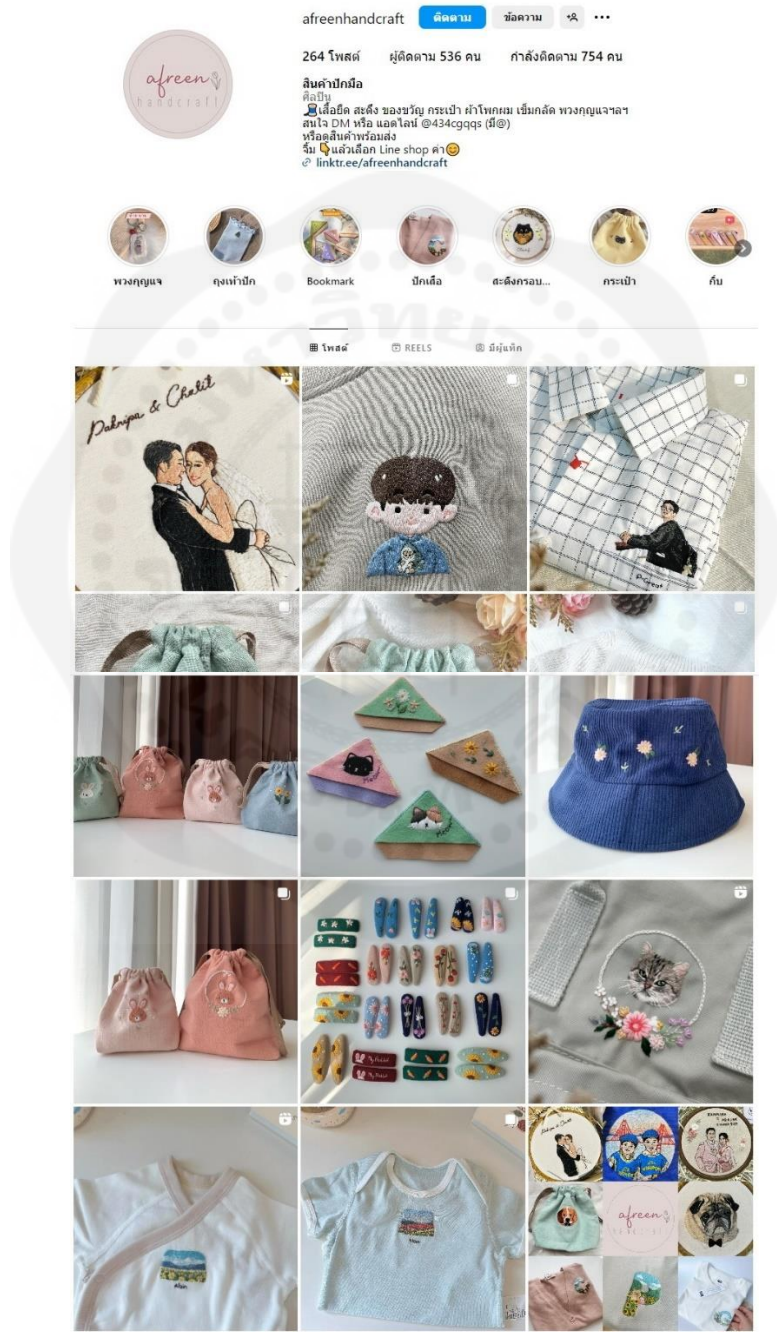 afreenhandcraft ติดตาม ข้อความ
264 โพสต์ ผู้ติดตาม 536 คน กำลังติดตาม 754 คน
afreen
handcraft
สินค้าปักมือ
ศิลปิน
🧵เสื้อยืด สะดึง ของขวัญ กระเป๋า ผ้าโพกผม เข็มกลัด พวงกุญแจฯลฯ
สนใจ DM หรือ แอดไลน์ @434cgqqs (มี@)
หรือดูสินค้าพร้อมส่ง
จิ้ม 👇แล้วเลือก Line shop ค่า😊
linktr.ee/afreenhandcraft
พวงกุญแจ ถุงเท้าปัก Bookmark ปักเสื้อ สะดึงกรอบ... กระเป๋า กิ๊บ
โพสต์ REELS มีผู้แท็ก
Paknipa & Chalit
P'Great
afreen